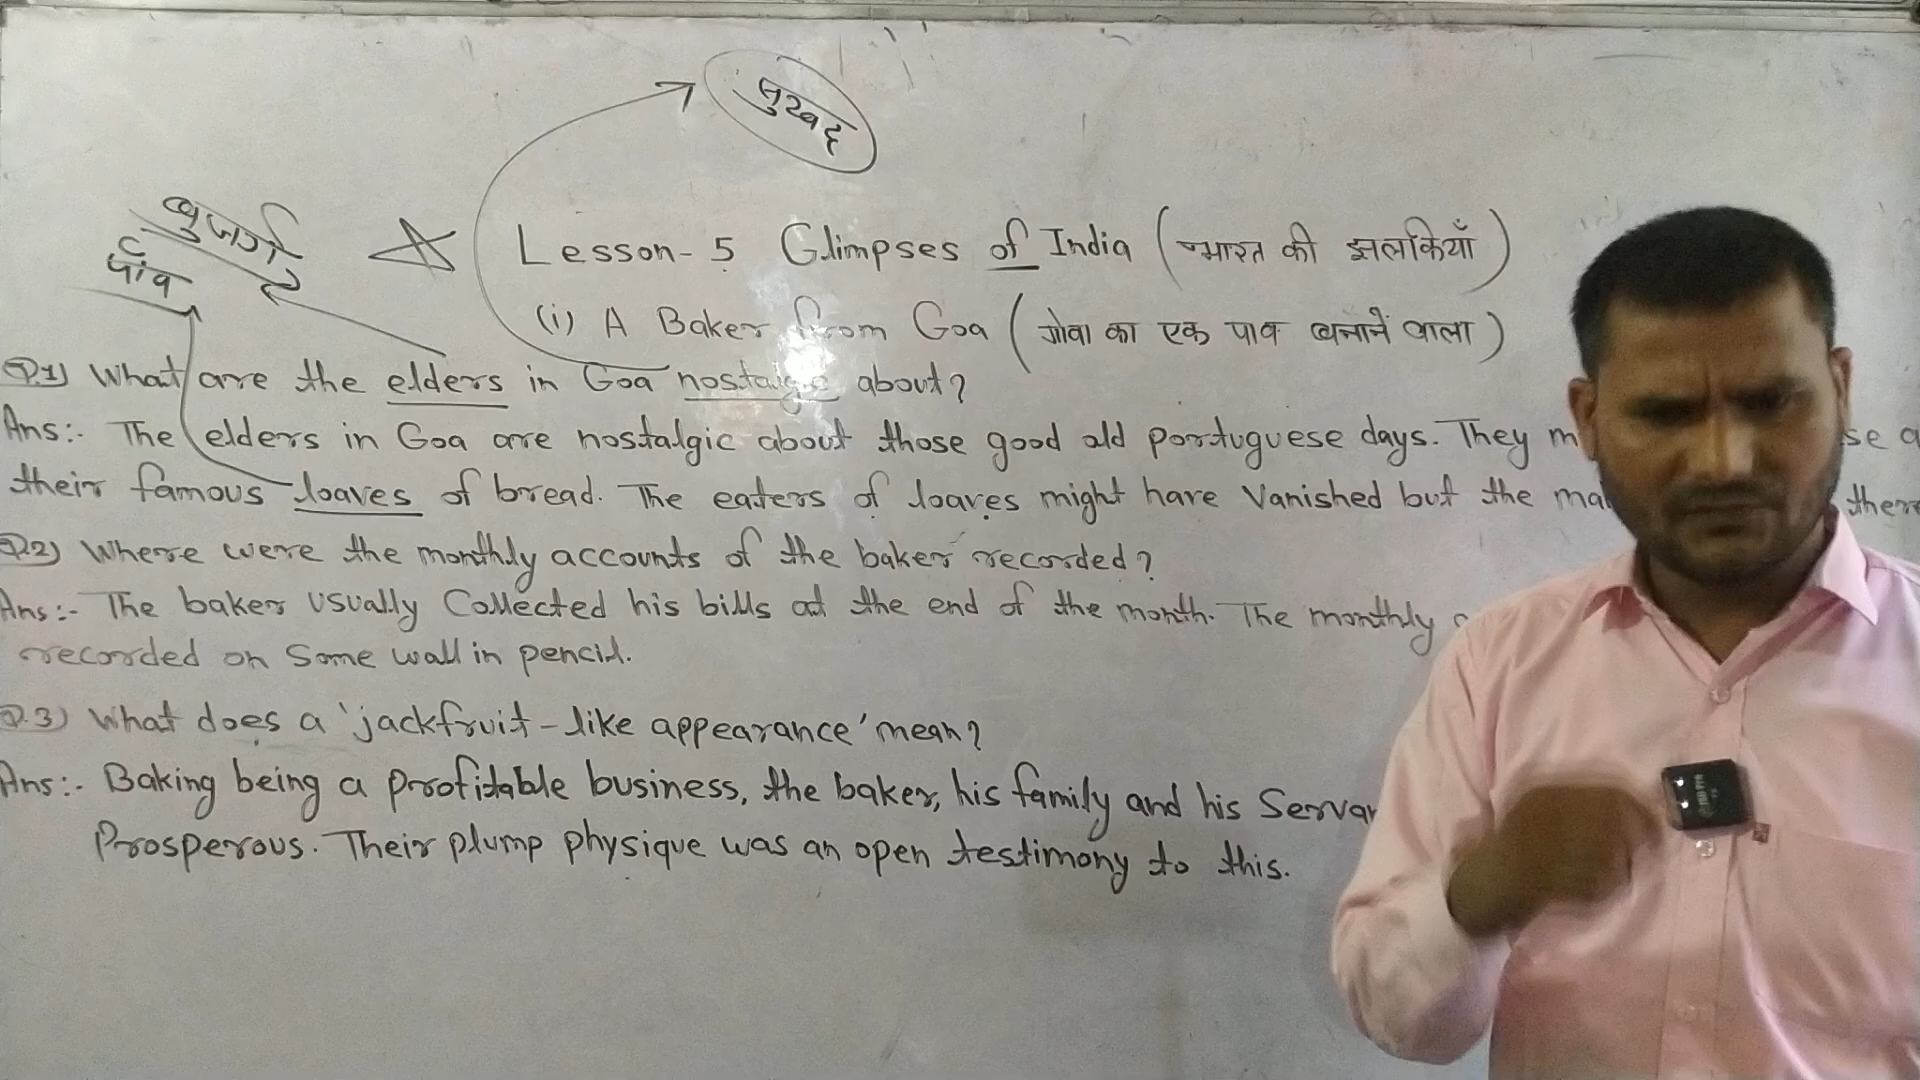 सुखद
बुजुर्गों
पांव
Lesson-5 Glimpses of India (भारत की झलकियाँ)
(i) A Baker from Goa (गोवा का एक पाव बनाने वाला)
Q.1) What are the elders in Goa nostalgic about?
Ans:- The elders in Goa are nostalgic about those good old portuguese days. They
their famous loaves of bread. The eaters of loaves might have Vanished but the there
Q.2) Where were the monthly accounts of the baker recorded?
Ans:- The baker usually Collected his bills at the end of the month. The monthly
recorded on Some wall in pencil.
Q.3) What does a 'jackfruit-like appearance' mean?
Ans:- Baking being a profitable business, the baker, his family and his
Prosperous. Their plump physique was an open testimony to this.